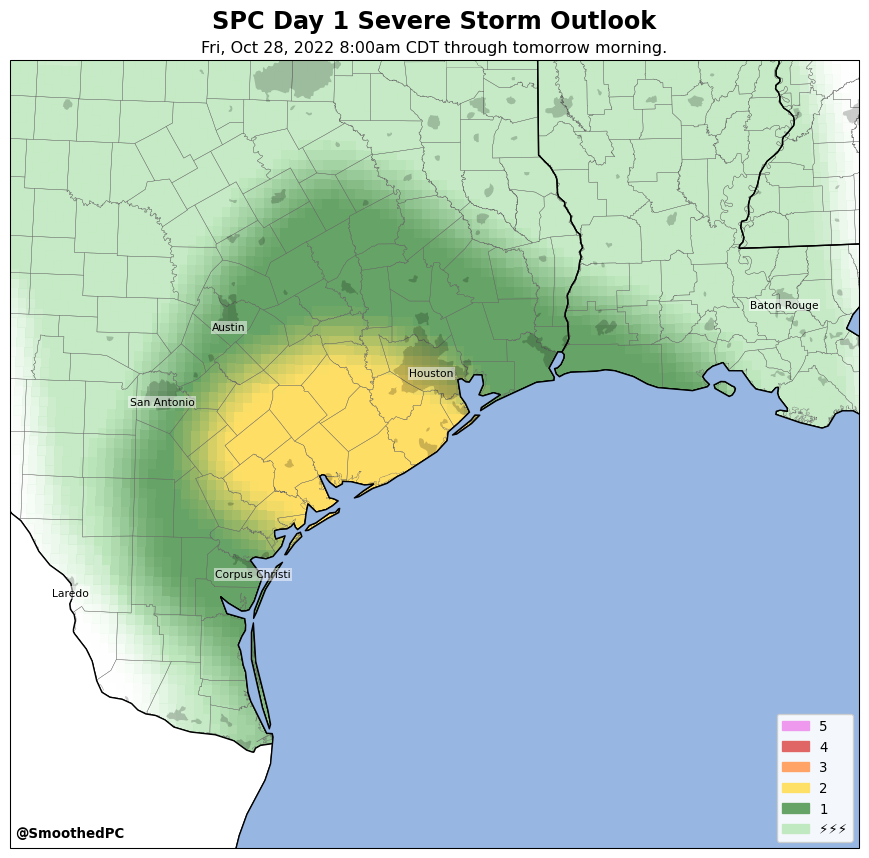 SPC Day 1 Severe Storm Outlook
Fri, Oct 28, 2022 8:00am CDT through tomorrow morning.
Baton Rouge
Austin
Houston
San Antonio
Corpus Christi
Laredo
5
4
3
2
1
⚡⚡⚡
@SmoothedPC